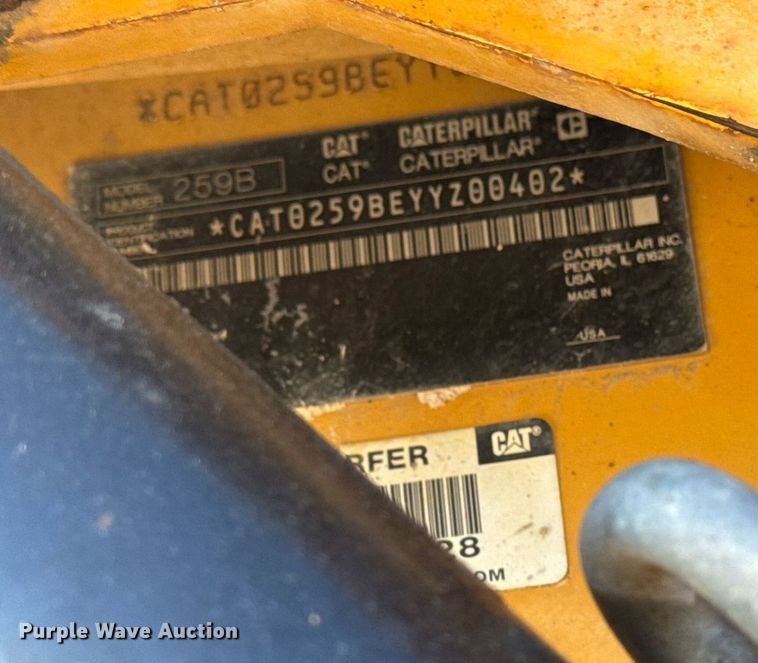 *CAT0259BEYY
CAT® CATERPILLAR®
CAT® CATERPILLAR®
MODEL NUMBER 259B
PRODUCT IDENTIFICATION *CAT0259BEYYZ00402*
CATERPILLAR INC.
PEORIA, IL 61629
USA
MADE IN
USA
RFER CAT®
28
OM
Purple Wave Auction